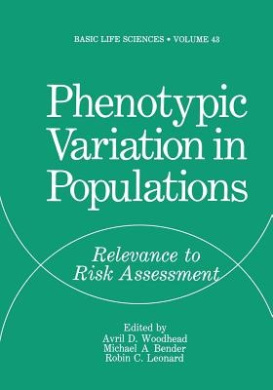 BASIC LIFE SCIENCES • VOLUME 43
Phenotypic
Variation in
Populations
Relevance to
Risk Assessment
Edited by
Avril D. Woodhead
Michael A Bender
Robin C. Leonard